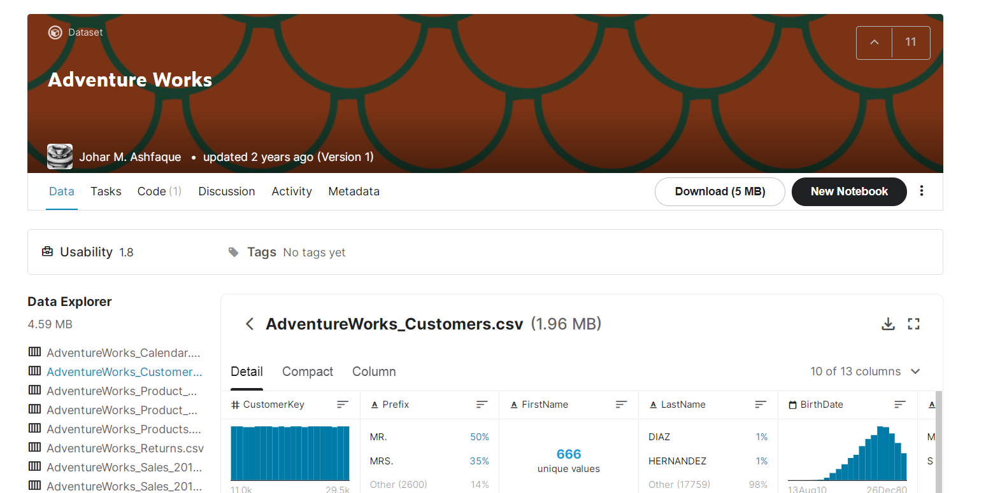 Dataset
11
Adventure Works
Johar M. Ashfaque • updated 2 years ago (Version 1)
Data Tasks Code (1) Discussion Activity Metadata Download (5 MB) New Notebook
Usability 1.8 Tags No tags yet
Data Explorer
4.59 MB
AdventureWorks_Calendar....
AdventureWorks_Customer...
AdventureWorks_Product_...
AdventureWorks_Product_...
AdventureWorks_Products....
AdventureWorks_Returns.csv
AdventureWorks_Sales_201...
AdventureWorks_Sales_201...
AdventureWorks_Customers.csv (1.96 MB)
Detail Compact Column 10 of 13 columns
# CustomerKey A Prefix A FirstName A LastName BirthDate A
MR. 50% DIAZ 1% M
666
MRS. 35% unique values HERNANDEZ 1% S
Other (2600) 14% Other (17759) 98%
11.0k 29.5k 13Aug10 26Dec80